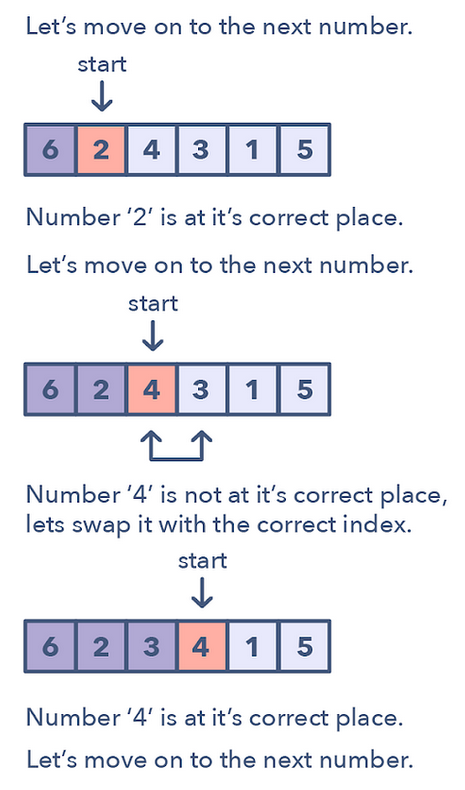 Let's move on to the next number.
start
6 2 4 3 1 5
Number ‘2’ is at it's correct place.
Let's move on to the next number.
start
6 2 4 3 1 5
Number ‘4’ is not at it's correct place,
lets swap it with the correct index.
start
6 2 3 4 1 5
Number ‘4’ is at it's correct place.
Let's move on to the next number.